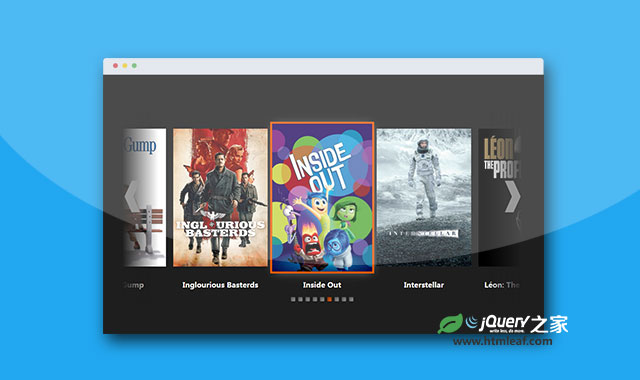 Gump
INGLOURIOUS
BASTERDS
INSIDE
OUT
INTERSTELLAR
LÉON
THE PROFE
Gump
Inglourious Basterds
Inside Out
Interstellar
Léon: The
jQuery之家
write less, do more.
www.htmleaf.com